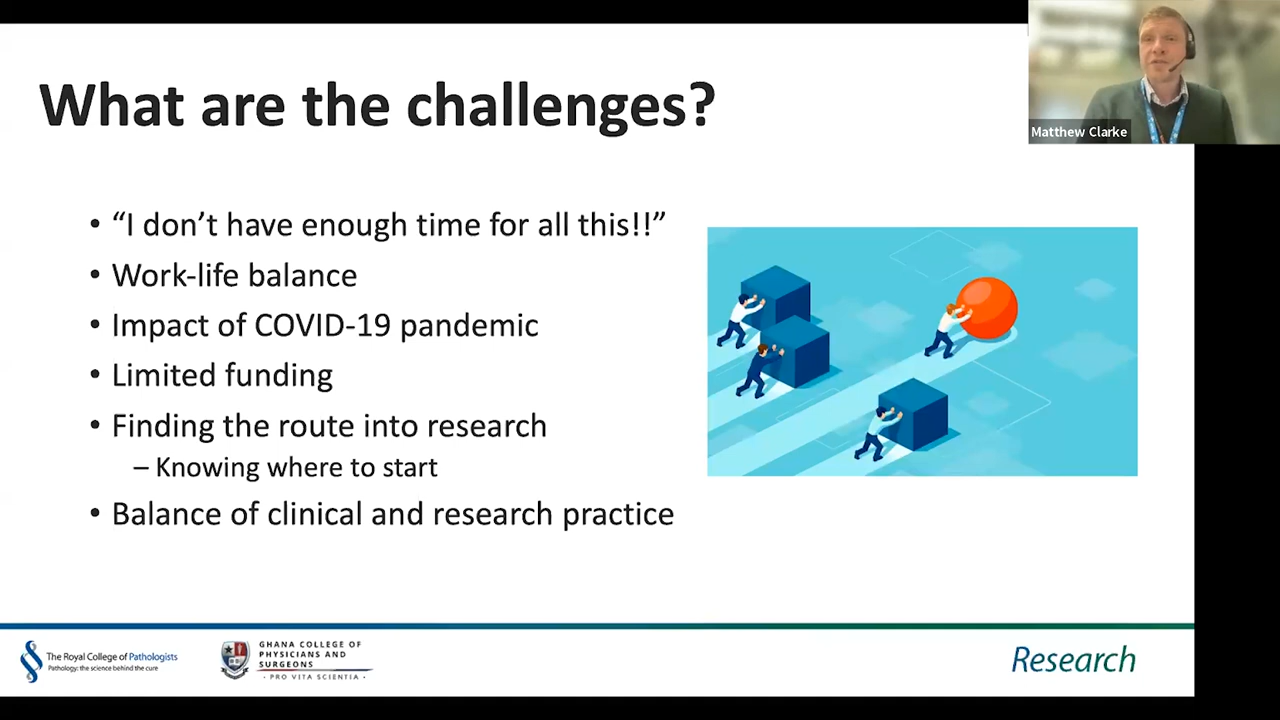 What are the challenges?
Matthew Clarke
• “I don’t have enough time for all this!!”
• Work-life balance
• Impact of COVID-19 pandemic
• Limited funding
• Finding the route into research
– Knowing where to start
• Balance of clinical and research practice
The Royal College of Pathologists
Pathology: the science behind the cure
GHANA COLLEGE OF
PHYSICIANS AND
SURGEONS
· PRO VITA SCIENTIA ·
Research